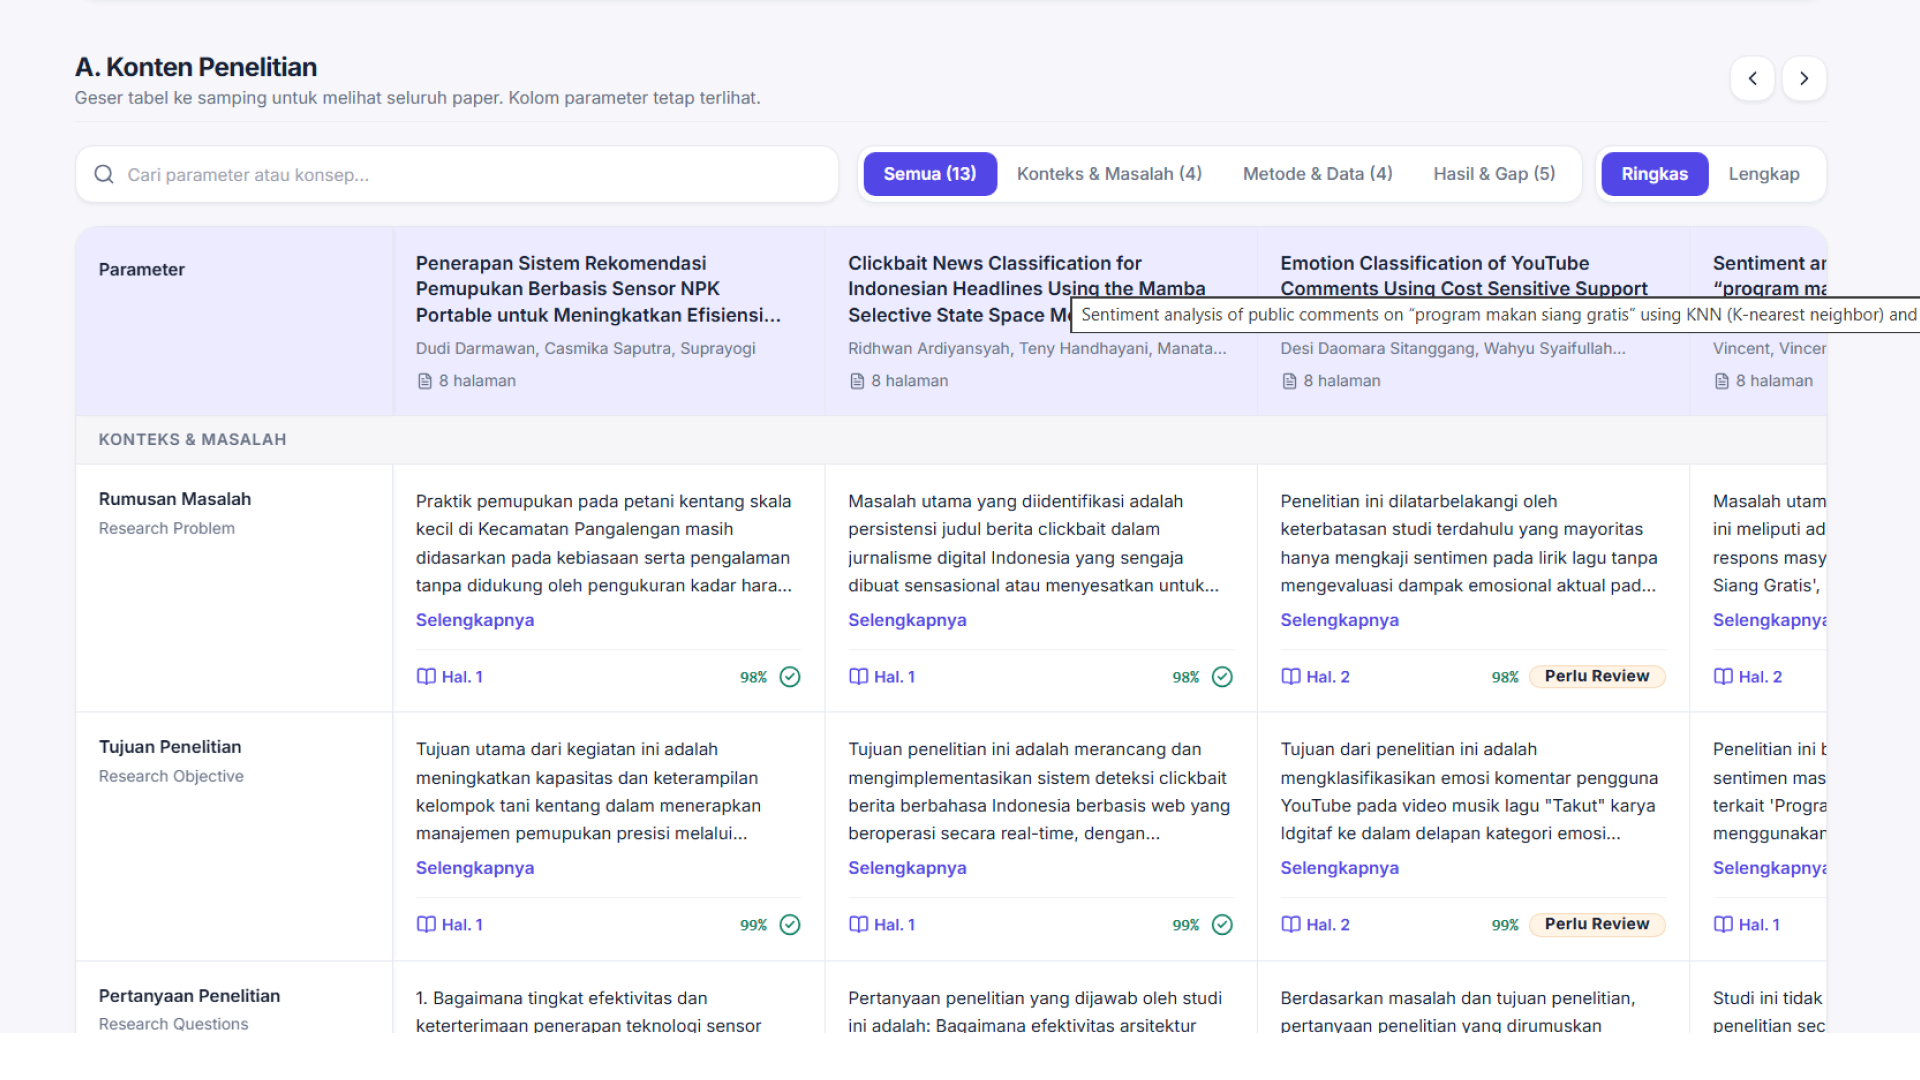 A. Konten Penelitian
Geser tabel ke samping untuk melihat seluruh paper. Kolom parameter tetap terlihat.
Cari parameter atau konsep...
Semua (13)
Konteks & Masalah (4)
Metode & Data (4)
Hasil & Gap (5)
Ringkas
Lengkap
Parameter
Penerapan Sistem Rekomendasi
Pemupukan Berbasis Sensor NPK
Portable untuk Meningkatkan Efisiensi...
Dudi Darmawan, Casmika Saputra, Suprayogi
8 halaman
Clickbait News Classification for
Indonesian Headlines Using the Mamba
Selective State Space M
Ridhwan Ardiyansyah, Teny Handhayani, Manata...
8 halaman
Emotion Classification of YouTube
Comments Using Cost Sensitive Support
Desi Daomara Sitanggang, Wahyu Syaifullah...
8 halaman
Sentiment ar
“program ma
Vincent, Vincer
8 halaman
Sentiment analysis of public comments on “program makan siang gratis” using KNN (K-nearest neighbor) and
KONTEKS & MASALAH
Rumusan Masalah
Research Problem
Praktik pemupukan pada petani kentang skala
kecil di Kecamatan Pangalengan masih
didasarkan pada kebiasaan serta pengalaman
tanpa didukung oleh pengukuran kadar hara...
Selengkapnya
Hal. 1
98%
Masalah utama yang diidentifikasi adalah
persistensi judul berita clickbait dalam
jurnalisme digital Indonesia yang sengaja
dibuat sensasional atau menyesatkan untuk...
Selengkapnya
Hal. 1
98%
Penelitian ini dilatarbelakangi oleh
keterbatasan studi terdahulu yang mayoritas
hanya mengkaji sentimen pada lirik lagu tanpa
mengevaluasi dampak emosional aktual pad...
Selengkapnya
Hal. 2
98%
Perlu Review
Masalah utam
ini meliputi ad
respons masy
Siang Gratis',
Selengkapnya
Hal. 2
Tujuan Penelitian
Research Objective
Tujuan utama dari kegiatan ini adalah
meningkatkan kapasitas dan keterampilan
kelompok tani kentang dalam menerapkan
manajemen pemupukan presisi melalui...
Selengkapnya
Hal. 1
99%
Tujuan penelitian ini adalah merancang dan
mengimplementasikan sistem deteksi clickbait
berita berbahasa Indonesia berbasis web yang
beroperasi secara real-time, dengan...
Selengkapnya
Hal. 1
99%
Tujuan dari penelitian ini adalah
mengklasifikasikan emosi komentar pengguna
YouTube pada video musik lagu "Takut" karya
Idgitaf ke dalam delapan kategori emosi...
Selengkapnya
Hal. 2
99%
Perlu Review
Penelitian ini b
sentimen mas
terkait 'Progra
menggunakan
Selengkapnya
Hal. 1
Pertanyaan Penelitian
Research Questions
1. Bagaimana tingkat efektivitas dan
keterterimaan penerapan teknologi sensor
Pertanyaan penelitian yang dijawab oleh studi
ini adalah: Bagaimana efektivitas arsitektur
Berdasarkan masalah dan tujuan penelitian,
pertanyaan penelitian yang dirumuskan
Studi ini tidak
penelitian sec